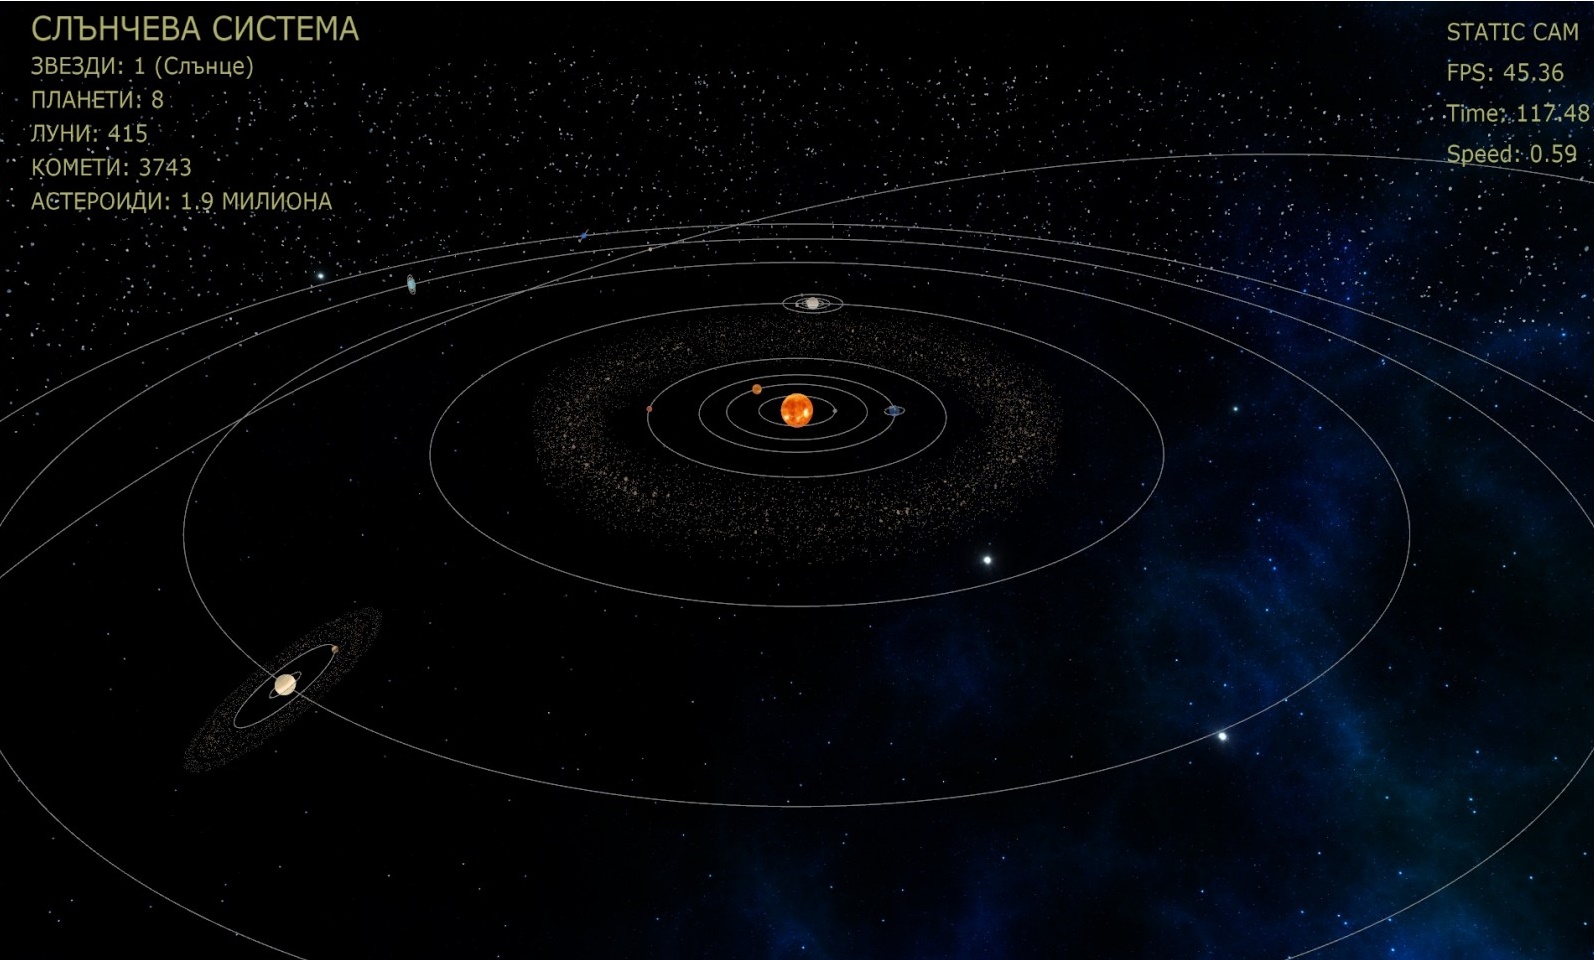 СЛЪНЧЕВА СИСТЕМА
ЗВЕЗДИ: 1 (Слънце)
ПЛАНЕТИ: 8
ЛУНИ: 415
КОМЕТИ: 3743
АСТЕРОИДИ: 1.9 МИЛИОНА
STATIC CAM
FPS: 45.36
Time: 117.48
Speed: 0.59